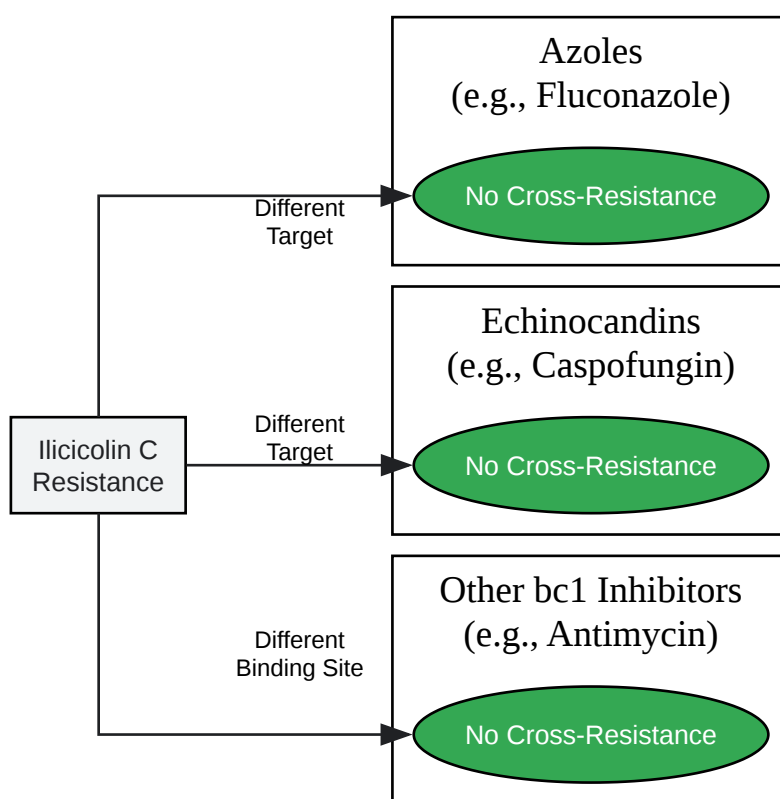 Azoles
(e.g., Fluconazole)
No Cross-Resistance
Different
Target
Echinocandins
(e.g., Caspofungin)
Different
Target
No Cross-Resistance
Ilicicolin C
Resistance
Other bc1 Inhibitors
(e.g., Antimycin)
Different
Binding Site
No Cross-Resistance